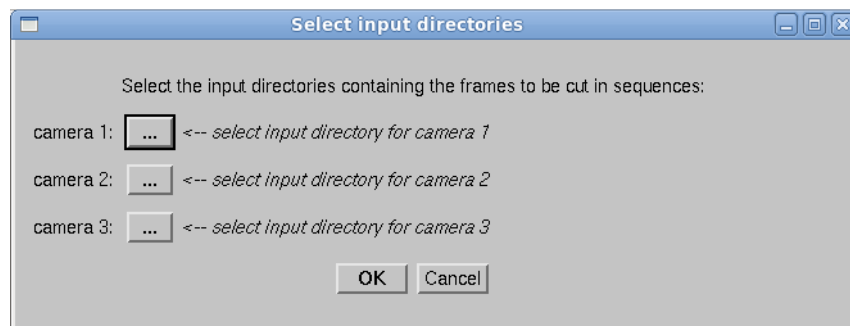 Select input directories
Select the input directories containing the frames to be cut in sequences:
camera 1: ... <-- select input directory for camera 1
camera 2: ... <-- select input directory for camera 2
camera 3: ... <-- select input directory for camera 3
OK Cancel